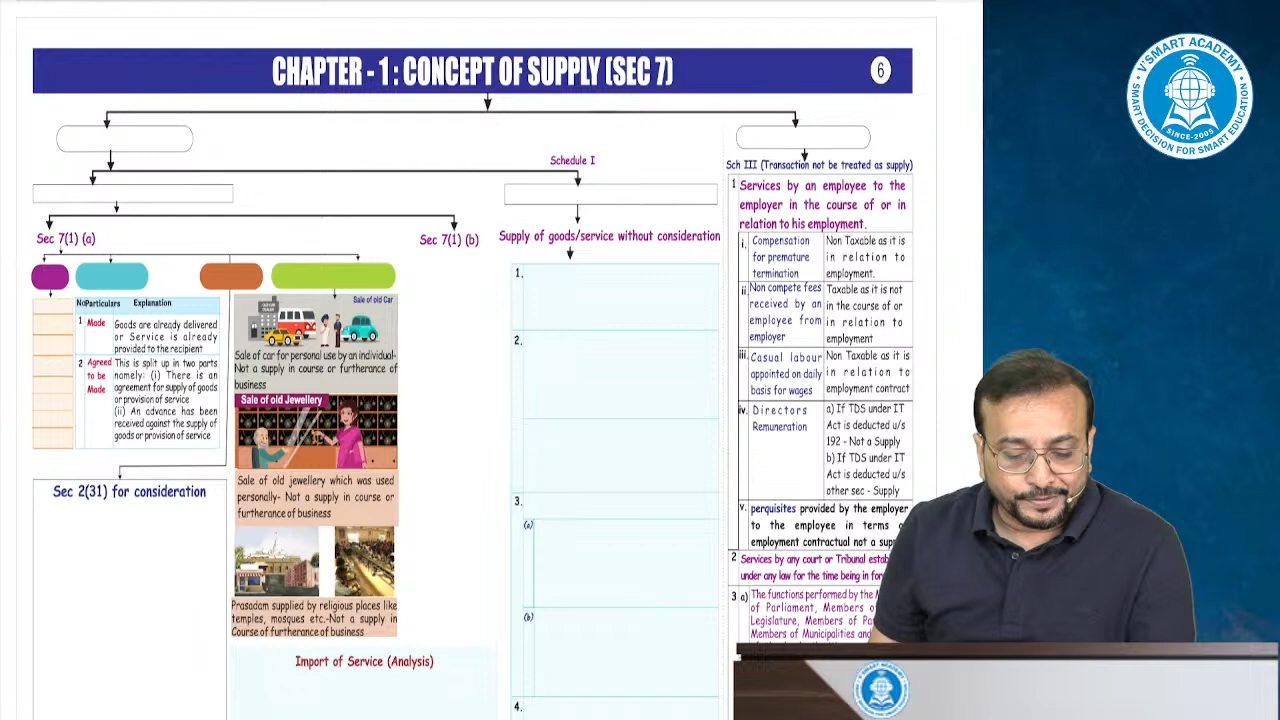 CHAPTER - 1 : CONCEPT OF SUPPLY (SEC 7)
6
V'SMART ACADEMY
SINCE-2005
SMART DECISION FOR SMART EDUCATION
Schedule I
Sch III (Transaction not be treated as supply)
Sec 7(1) (a)
Sec 7(1) (b)
Supply of goods/service without consideration
No Particulars Explanation
1 Made Goods are already delivered
or Service is already
provided to the recipient
2 Agreed This is split up in two parts
to be namely: (i) There is an
Made agreement for supply of goods
or provision of service
(ii) An advance has been
received against the supply of
goods or provision of service
Sec 2(31) for consideration
Sale of old Car
Sale of car for personal use by an individual-
Not a supply in course or furtherance of
business
Sale of old Jewellery
Sale of old jewellery which was used
personally- Not a supply in course or
furtherance of business
Prasadam supplied by religious places like
temples, mosques etc.-Not a supply in
Course of furtherance of business
Import of Service (Analysis)
1.
2.
3.
(a)
(b)
4.
1 Services by an employee to the
employer in the course of or in
relation to his employment.
i. Compensation Non Taxable as it is
for premature in relation to
termination employment.
ii. Non compete fees Taxable as it is not
received by an in the course of or
employee from in relation to
employer employment
iii. Casual labour Non Taxable as it is
appointed on daily in relation to
basis for wages employment contract
iv. Directors a) If TDS under IT
Remuneration Act is deducted u/s
192 - Not a Supply
b) If TDS under IT
Act is deducted u/s
other sec - Supply
v. perquisites provided by the employer
to the employee in terms
employment contractual not a
2 Services by any court or Tribunal
under any law for the time being in
3 a) The functions performed by the
of Parliament, Members
Legislature, Members of
Members of Municipalities and